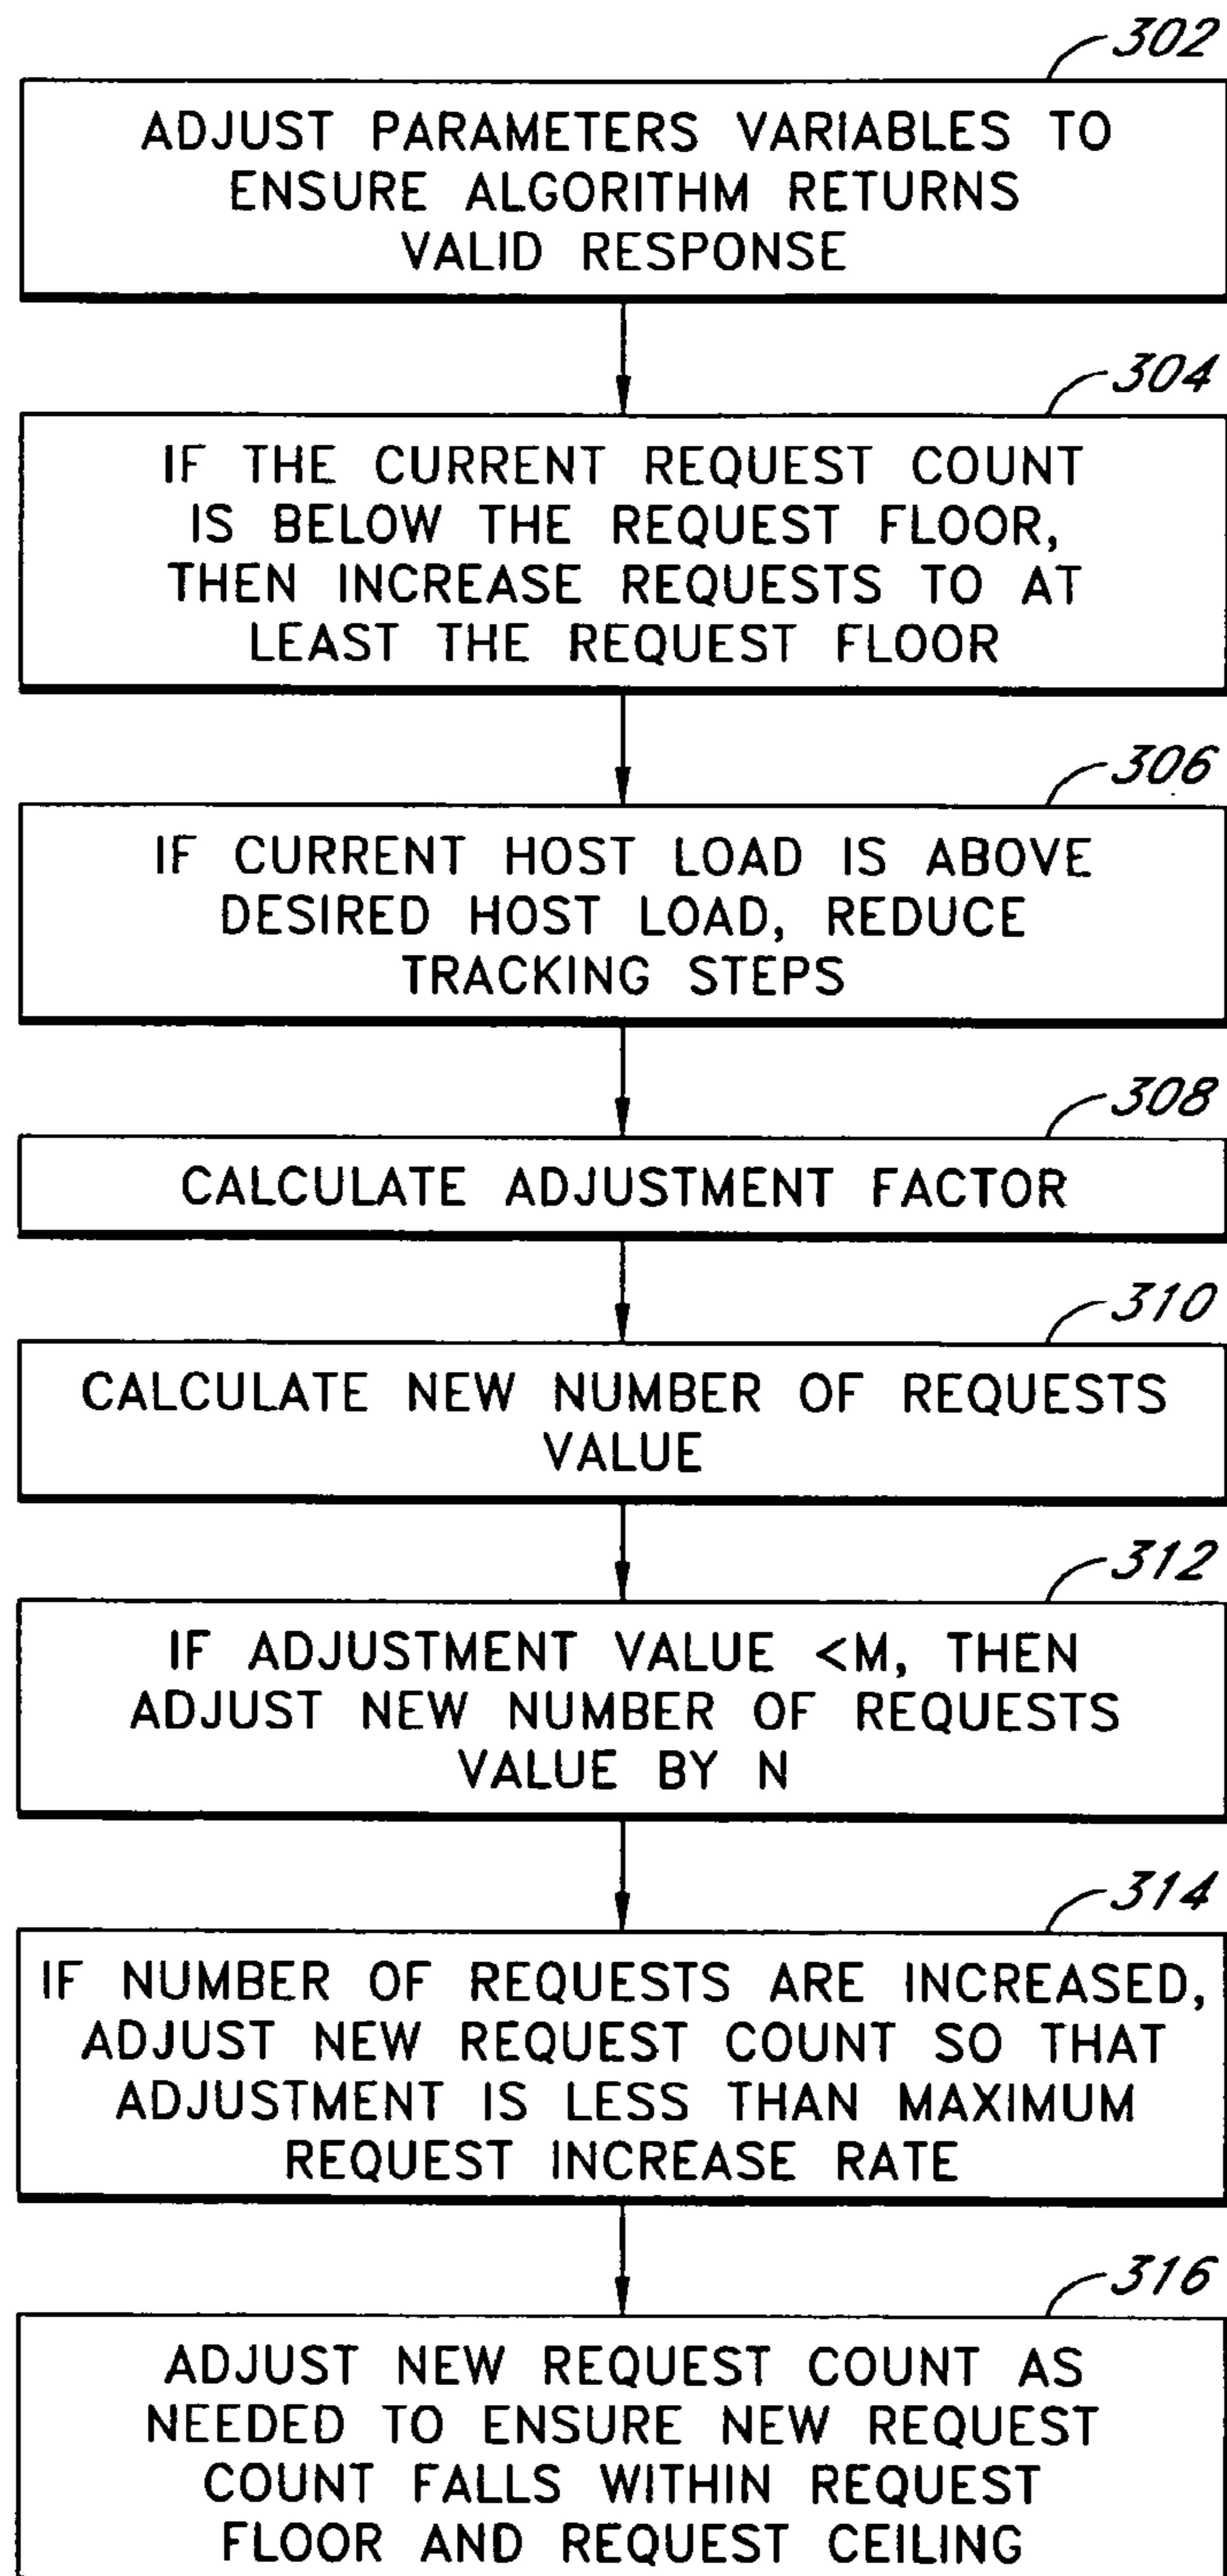 302
ADJUST PARAMETERS VARIABLES TO
ENSURE ALGORITHM RETURNS
VALID RESPONSE
304
IF THE CURRENT REQUEST COUNT
IS BELOW THE REQUEST FLOOR,
THEN INCREASE REQUESTS TO AT
LEAST THE REQUEST FLOOR
306
IF CURRENT HOST LOAD IS ABOVE
DESIRED HOST LOAD, REDUCE
TRACKING STEPS
308
CALCULATE ADJUSTMENT FACTOR
310
CALCULATE NEW NUMBER OF REQUESTS
VALUE
312
IF ADJUSTMENT VALUE <M, THEN
ADJUST NEW NUMBER OF REQUESTS
VALUE BY N
314
IF NUMBER OF REQUESTS ARE INCREASED,
ADJUST NEW REQUEST COUNT SO THAT
ADJUSTMENT IS LESS THAN MAXIMUM
REQUEST INCREASE RATE
316
ADJUST NEW REQUEST COUNT AS
NEEDED TO ENSURE NEW REQUEST
COUNT FALLS WITHIN REQUEST
FLOOR AND REQUEST CEILING